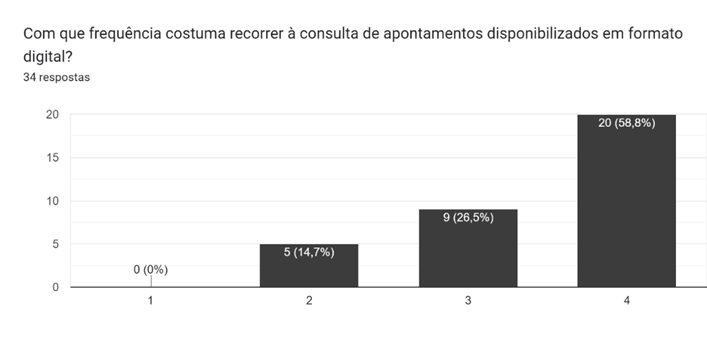 Com que frequência costuma recorrer à consulta de apontamentos disponibilizados em formato
digital?
34 respostas
20
15
10
5
0
0 (0%)
5 (14,7%)
9 (26,5%)
20 (58,8%)
1 2 3 4